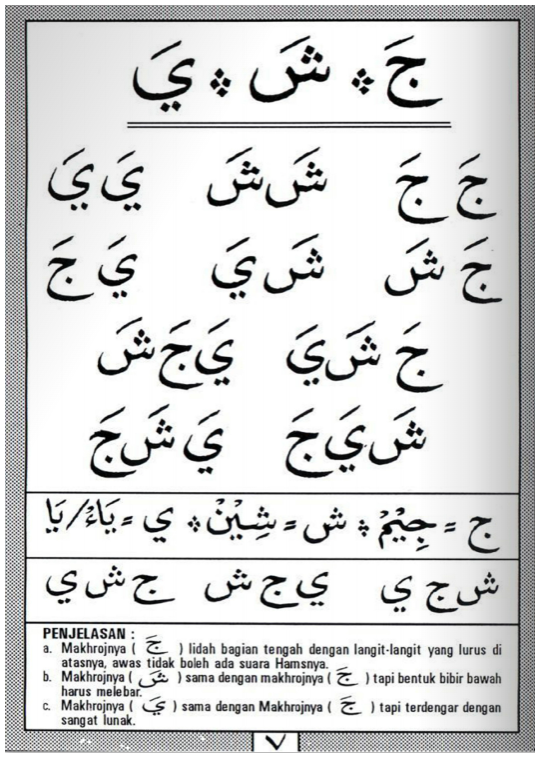 جَ ⁘ شَ ⁘ يَ
جَ جَ شَ شَ يَ يَ
جَ شَ شَ يَ يَ جَ
جَ شَ يَ يَ جَ شَ
شَ يَ جَ يَ شَ جَ
ج = جِيْمْ ⁘ ش = شِيْنْ ⁘ ي = يَاءْ/يَا
ش ج ي ي ج ش ج ش ي
PENJELASAN :
a. Makhrojnya ( جَ ) lidah bagian tengah dengan langit-langit yang lurus di
atasnya, awas tidak boleh ada suara Hamsnya.
b. Makhrojnya ( شَ ) sama dengan makhrojnya ( جَ ) tapi bentuk bibir bawah
harus melebar.
c. Makhrojnya ( يَ ) sama dengan Makhrojnya ( جَ ) tapi terdengar dengan
sangat lunak.
٧